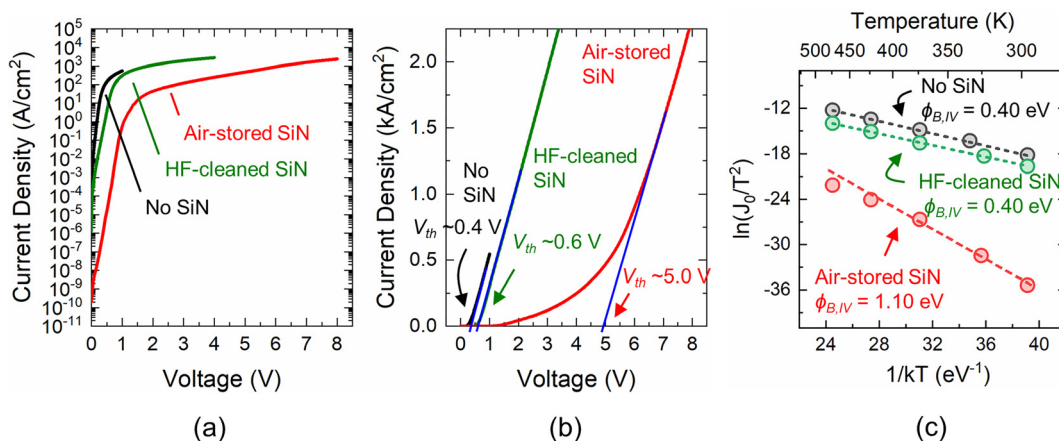 10⁵
10⁴
10³
10²
10¹
10⁰
10⁻¹
10⁻²
10⁻³
10⁻⁴
10⁻⁵
10⁻⁶
10⁻⁷
10⁻⁸
10⁻⁹
10⁻¹⁰
10⁻¹¹
Current Density (A/cm²)
Air-stored SiN
HF-cleaned SiN
No SiN
0 1 2 3 4 5 6 7 8
Voltage (V)
(a)
2.0
1.5
1.0
0.5
0.0
Current Density (kA/cm²)
Air-stored
SiN
HF-cleaned
SiN
No
SiN
V_th ~0.4 V
V_th ~0.6 V
V_th ~5.0 V
0 1 2 3 4 5 6 7 8
Voltage (V)
(b)
Temperature (K)
500 450 400 350 300
-12
-18
-24
-30
-36
ln(J₀/T²)
No SiN
ϕ_B,IV = 0.40 eV
HF-cleaned SiN
ϕ_B,IV = 0.40 eV
Air-stored SiN
ϕ_B,IV = 1.10 eV
24 28 32 36 40
1/kT (eV⁻¹)
(c)